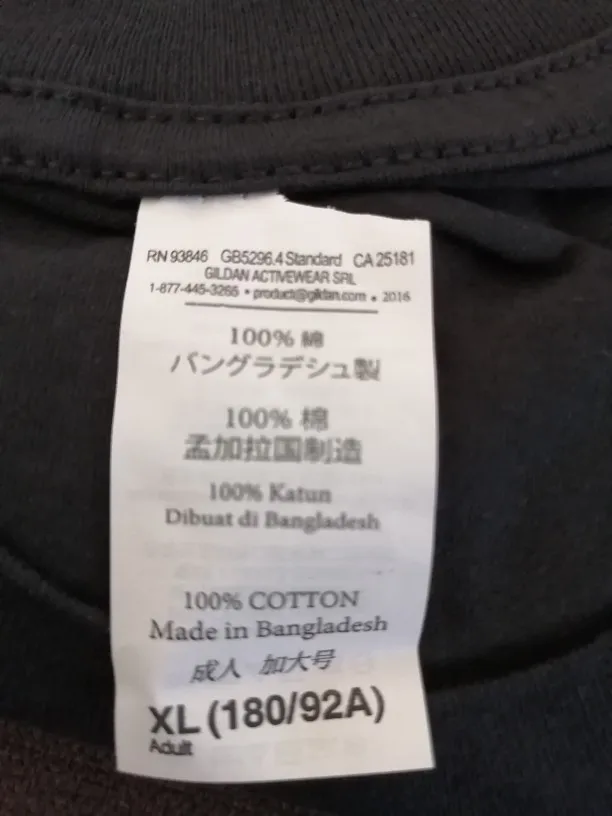 RN 93846 GB5296.4 Standard CA 25181
GILDAN ACTIVEWEAR SRL
1-877-445-3265 • product@gildan.com • 2016
100% 綿
バングラデシュ製
100% 棉
孟加拉国制造
100% Katun
Dibuat di Bangladesh
100% COTTON
Made in Bangladesh
成人 加大号
XL (180/92A)
Adult